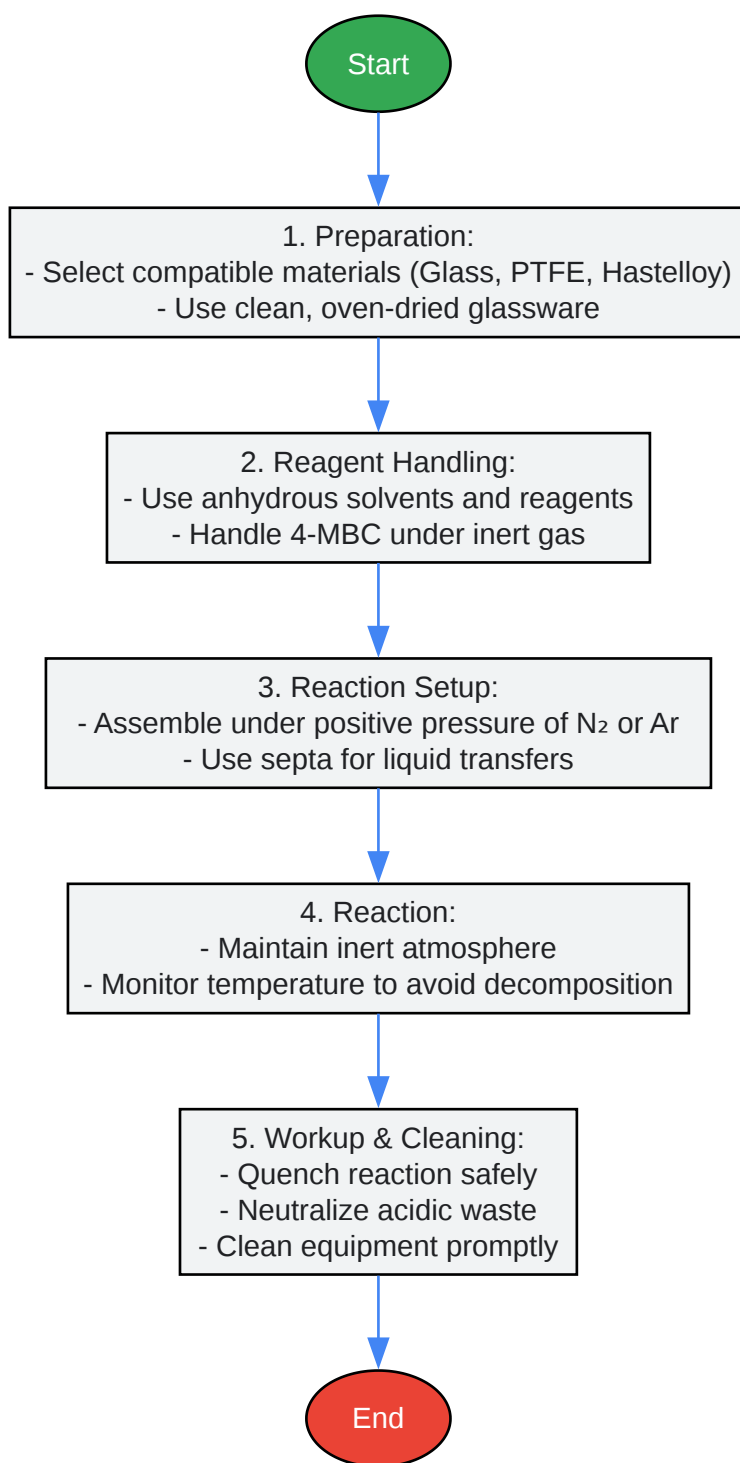 Start
1. Preparation:
- Select compatible materials (Glass, PTFE, Hastelloy)
- Use clean, oven-dried glassware
2. Reagent Handling:
- Use anhydrous solvents and reagents
- Handle 4-MBC under inert gas
3. Reaction Setup:
- Assemble under positive pressure of N₂ or Ar
- Use septa for liquid transfers
4. Reaction:
- Maintain inert atmosphere
- Monitor temperature to avoid decomposition
5. Workup & Cleaning:
- Quench reaction safely
- Neutralize acidic waste
- Clean equipment promptly
End